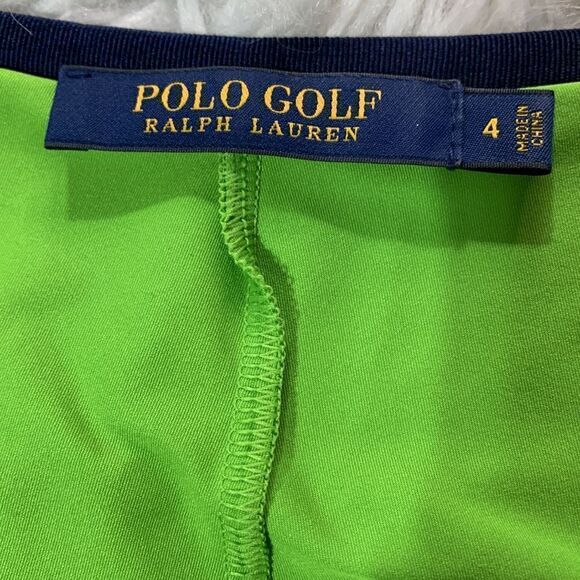 POLO GOLF
RALPH LAUREN
4
MADE IN
CHINA